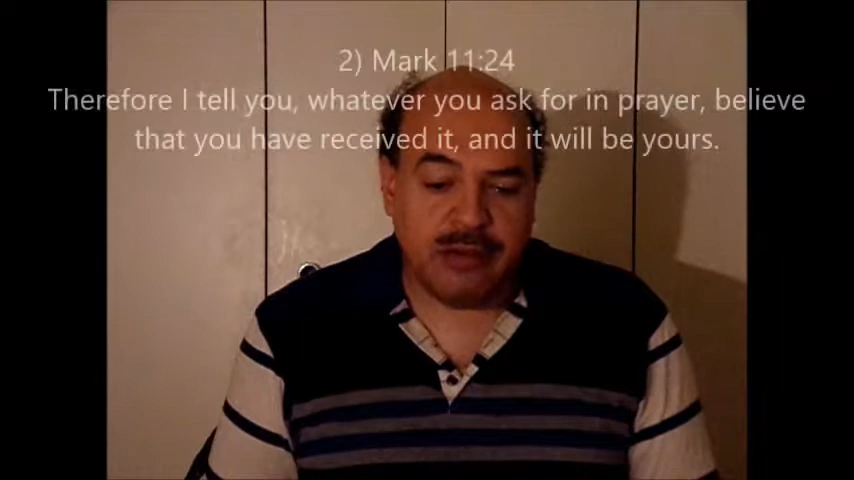 2) Mark 11:24
Therefore I tell you, whatever you ask for in prayer, believe
that you have received it, and it will be yours.